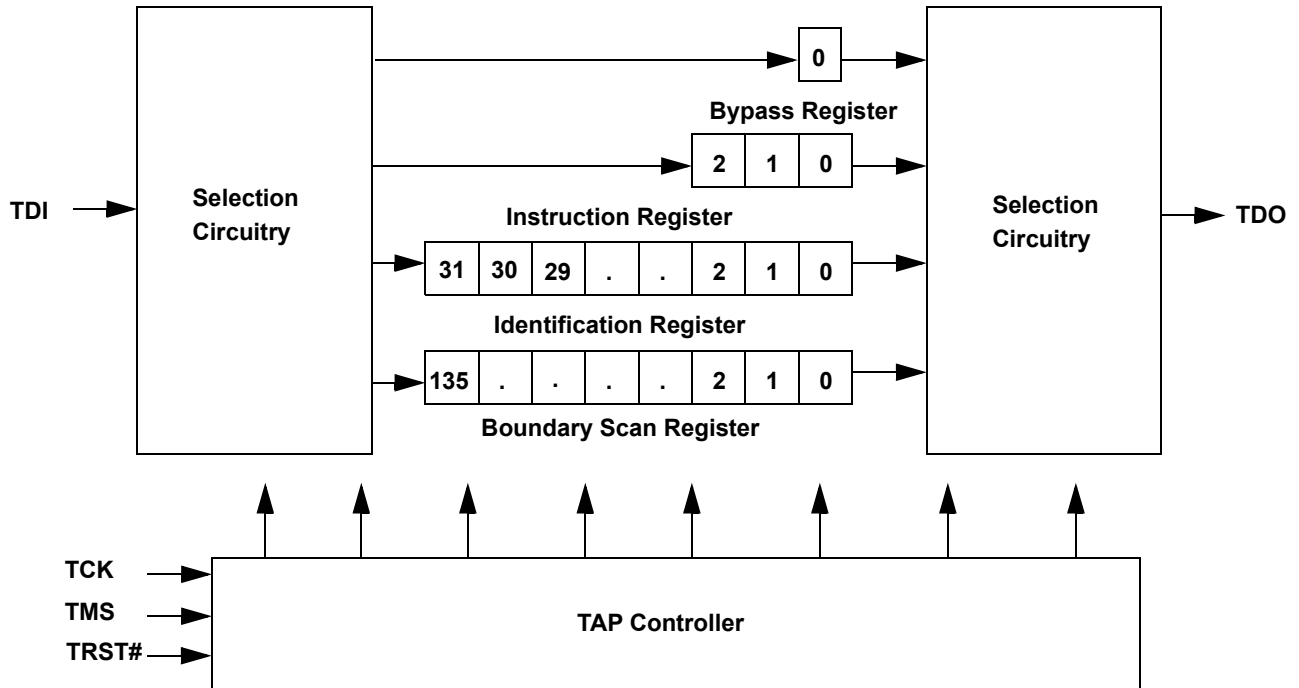 0
Bypass Register
2 1 0
Instruction Register
TDI
Selection
Circuitry
Selection
Circuitry
TDO
31 30 29 . . 2 1 0
Identification Register
135 . . . . 2 1 0
Boundary Scan Register
TCK
TMS
TRST#
TAP Controller